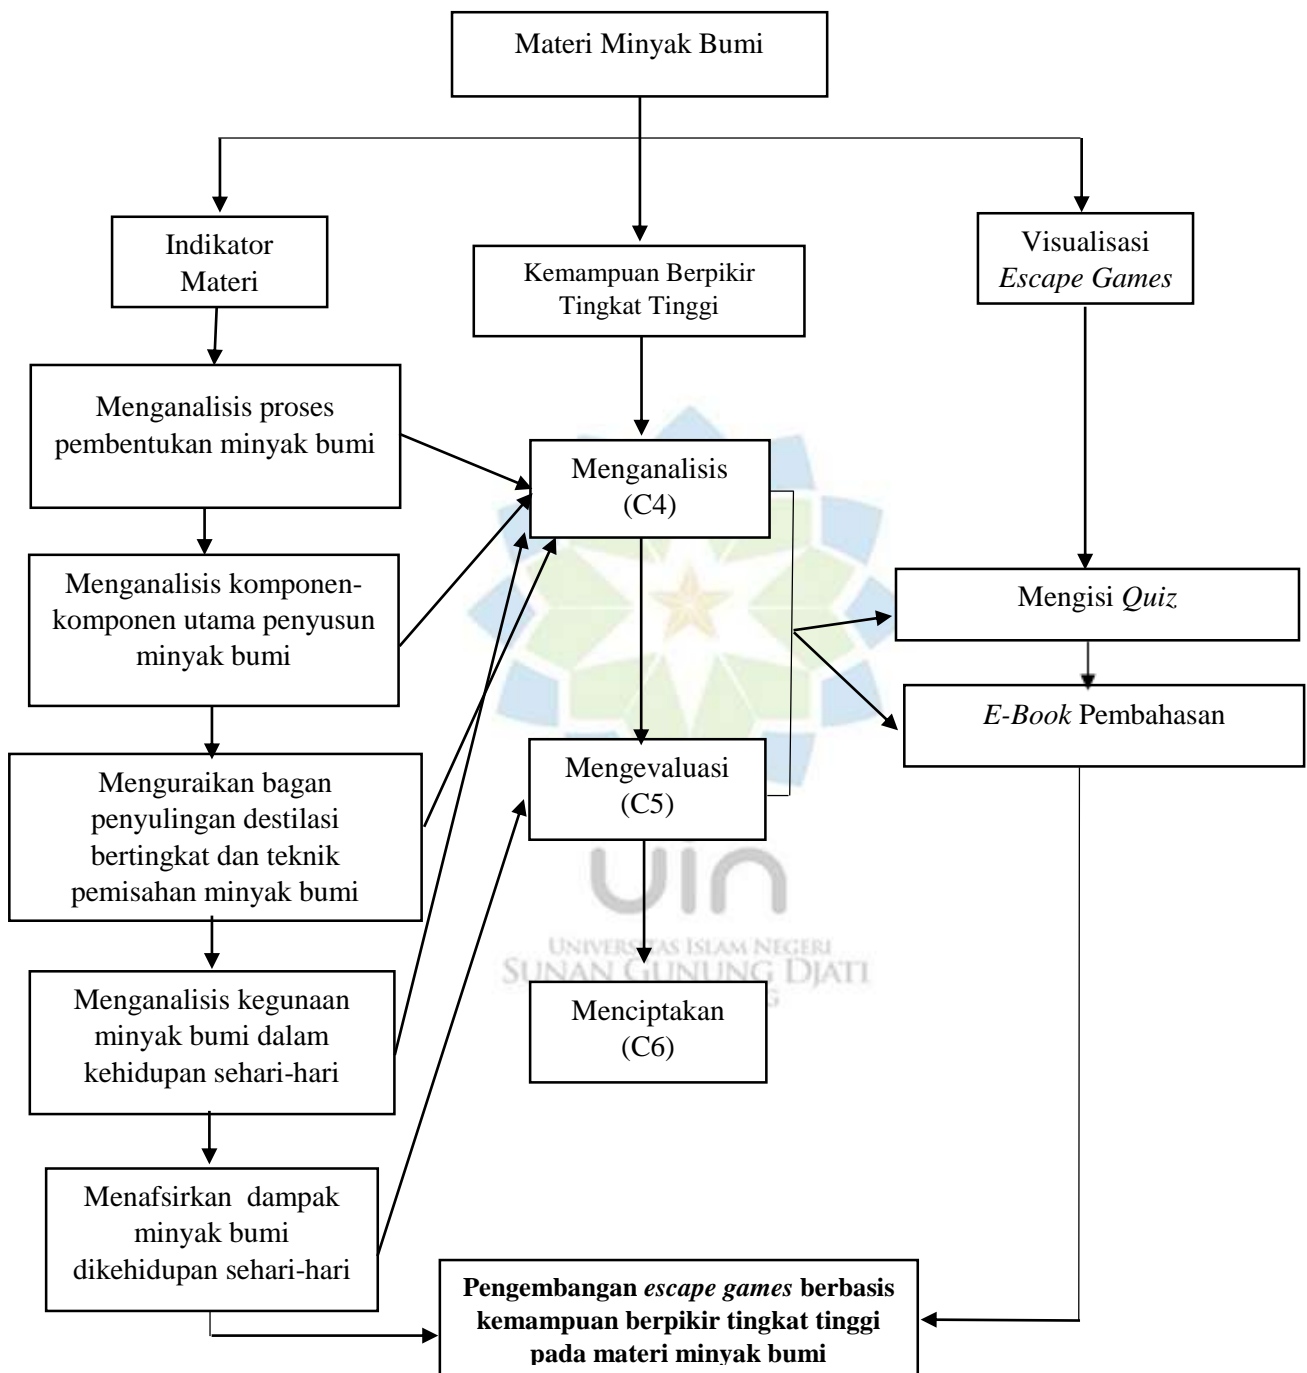 Materi Minyak Bumi
Indikator
Materi
Kemampuan Berpikir
Tingkat Tinggi
Visualisasi
Escape Games
Menganalisis proses
pembentukan minyak bumi
Menganalisis
(C4)
Menganalisis komponen-
komponen utama penyusun
minyak bumi
Mengisi Quiz
E-Book Pembahasan
Menguraikan bagan
penyulingan destilasi
bertingkat dan teknik
pemisahan minyak bumi
Mengevaluasi
(C5)
uin
UNIVERSITAS ISLAM NEGERI
SUNAN GUNUNG DJATI
Menganalisis kegunaan
minyak bumi dalam
kehidupan sehari-hari
Menciptakan
(C6)
Menafsirkan dampak
minyak bumi
dikehidupan sehari-hari
Pengembangan escape games berbasis
kemampuan berpikir tingkat tinggi
pada materi minyak bumi